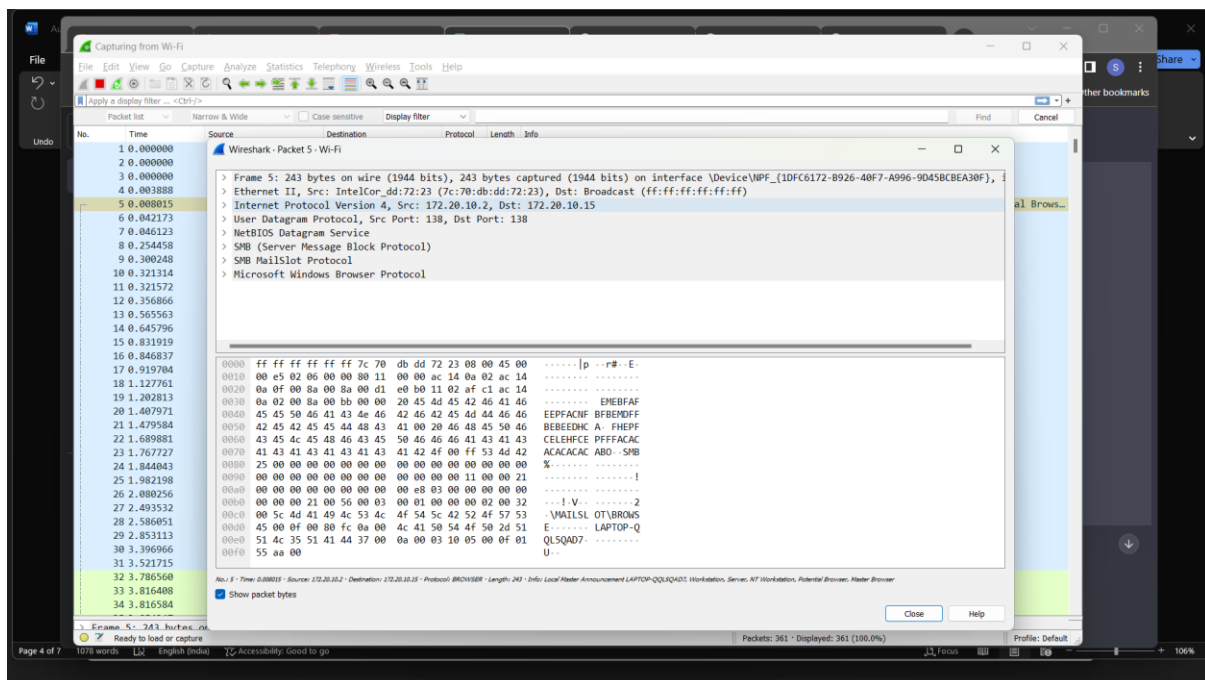 File
Share
Undo
Other bookmarks
S
Capturing from Wi-Fi
File Edit View Go Capture Analyze Statistics Telephony Wireless Tools Help
Apply a display filter ... <Ctrl-/>
Packet list Narrow & Wide Case sensitive Display filter Find Cancel
No. Time Source Destination Protocol Length Info
1 0.000000
2 0.000000
3 0.000000
4 0.003888
5 0.008015
6 0.042173
7 0.046123
8 0.254458
9 0.300248
10 0.321314
11 0.321572
12 0.356866
13 0.565563
14 0.645796
15 0.831919
16 0.846837
17 0.919704
18 1.127761
19 1.202813
20 1.407971
21 1.479584
22 1.689881
23 1.767727
24 1.844043
25 1.982198
26 2.080256
27 2.493532
28 2.586051
29 2.853113
30 3.396966
31 3.521715
32 3.786560
33 3.816408
34 3.816584
al Brows...
Wireshark · Packet 5 · Wi-Fi
> Frame 5: 243 bytes on wire (1944 bits), 243 bytes captured (1944 bits) on interface \Device\NPF_{1DFC6172-B926-40F7-A996-9D45BCBEA30F}, i
> Ethernet II, Src: IntelCor_dd:72:23 (7c:70:db:dd:72:23), Dst: Broadcast (ff:ff:ff:ff:ff:ff)
> Internet Protocol Version 4, Src: 172.20.10.2, Dst: 172.20.10.15
> User Datagram Protocol, Src Port: 138, Dst Port: 138
> NetBIOS Datagram Service
> SMB (Server Message Block Protocol)
> SMB MailSlot Protocol
> Microsoft Windows Browser Protocol
0000 ff ff ff ff ff ff 7c 70 db dd 72 23 08 00 45 00 ······|p ··r#··E·
0010 00 e5 02 06 00 00 80 11 00 00 ac 14 0a 02 ac 14 ········ ········
0020 0a 0f 00 8a 00 8a 00 d1 e0 b0 11 02 af c1 ac 14 ········ ········
0030 0a 02 00 8a 00 bb 00 00 20 45 4d 45 42 46 41 46 ········ EMEBFAF
0040 45 45 50 46 41 43 4e 46 42 46 42 45 4d 44 46 46 EEPFACNF BFBEMDFF
0050 42 45 42 45 45 44 48 43 41 00 20 46 48 45 50 46 BEBEEDHC A· FHEPF
0060 43 45 4c 45 48 46 43 45 50 46 46 46 41 43 41 43 CELEHFCE PFFFACAC
0070 41 43 41 43 41 43 41 43 41 42 4f 00 ff 53 4d 42 ACACACAC ABO··SMB
0080 25 00 00 00 00 00 00 00 00 00 00 00 00 00 00 00 %······· ········
0090 00 00 00 00 00 00 00 00 00 00 00 00 11 00 00 21 ········ ·······!
00a0 00 00 00 00 00 00 00 00 00 e8 03 00 00 00 00 00 ········ ········
00b0 00 00 00 21 00 56 00 03 00 01 00 00 00 02 00 32 ···!·V·· ·······2
00c0 00 5c 4d 41 49 4c 53 4c 4f 54 5c 42 52 4f 57 53 ·\MAILSL OT\BROWS
00d0 45 00 0f 00 80 fc 0a 00 4c 41 50 54 4f 50 2d 51 E······· LAPTOP-Q
00e0 51 4c 35 51 41 44 37 00 0a 00 03 10 05 00 0f 01 QL5QAD7· ········
00f0 55 aa 00 U··
No.: 5 · Time: 0.008015 · Source: 172.20.10.2 · Destination: 172.20.10.15 · Protocol: BROWSER · Length: 243 · Info: Local Master Announcement LAPTOP-QQL5QAD7, Workstation, Server, NT Workstation, Potential Browser, Master Browser
Show packet bytes
Close Help
> Frame 5: 243 bytes on
Ready to load or capture Packets: 361 · Displayed: 361 (100.0%) Profile: Default
Page 4 of 7 1078 words English (India) Accessibility: Good to go Focus 106%